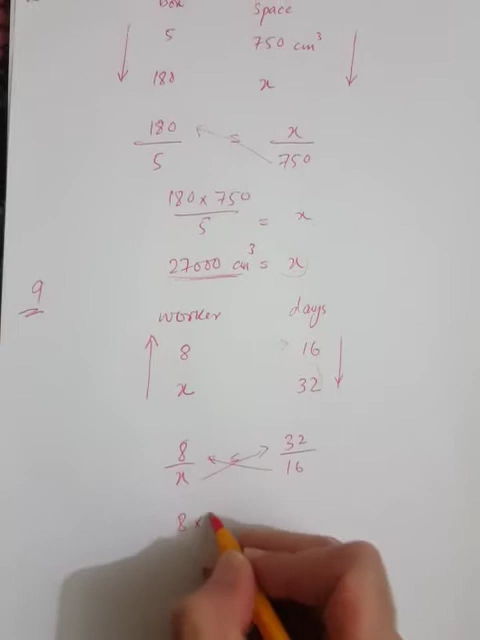 Box Space
5 750 cm³
180 x
180/5 = x/750
180 x 750/5 = x
27000 cm³ = x
9
worker days
8 16
x 32
8/x = 32/16
8 x